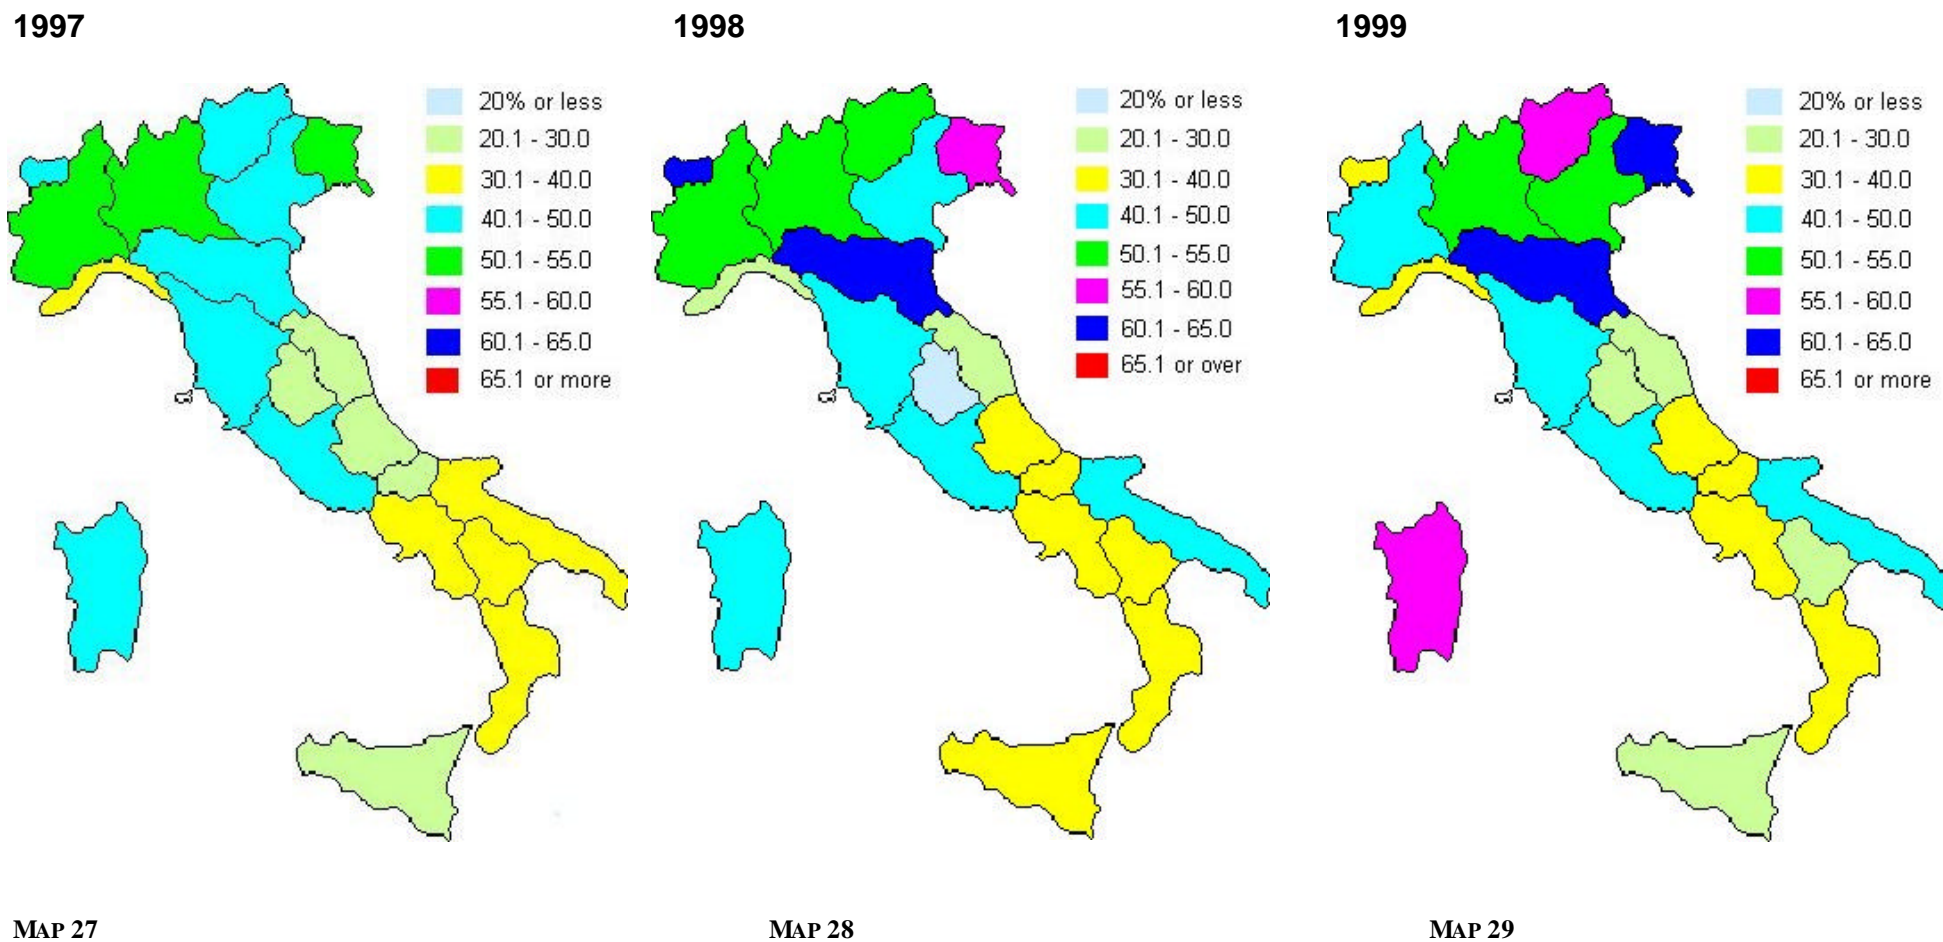 1997
20% or less
20.1 - 30.0
30.1 - 40.0
40.1 - 50.0
50.1 - 55.0
55.1 - 60.0
60.1 - 65.0
65.1 or more
MAP 27
1998
20% or less
20.1 - 30.0
30.1 - 40.0
40.1 - 50.0
50.1 - 55.0
55.1 - 60.0
60.1 - 65.0
65.1 or over
MAP 28
1999
20% or less
20.1 - 30.0
30.1 - 40.0
40.1 - 50.0
50.1 - 55.0
55.1 - 60.0
60.1 - 65.0
65.1 or more
MAP 29